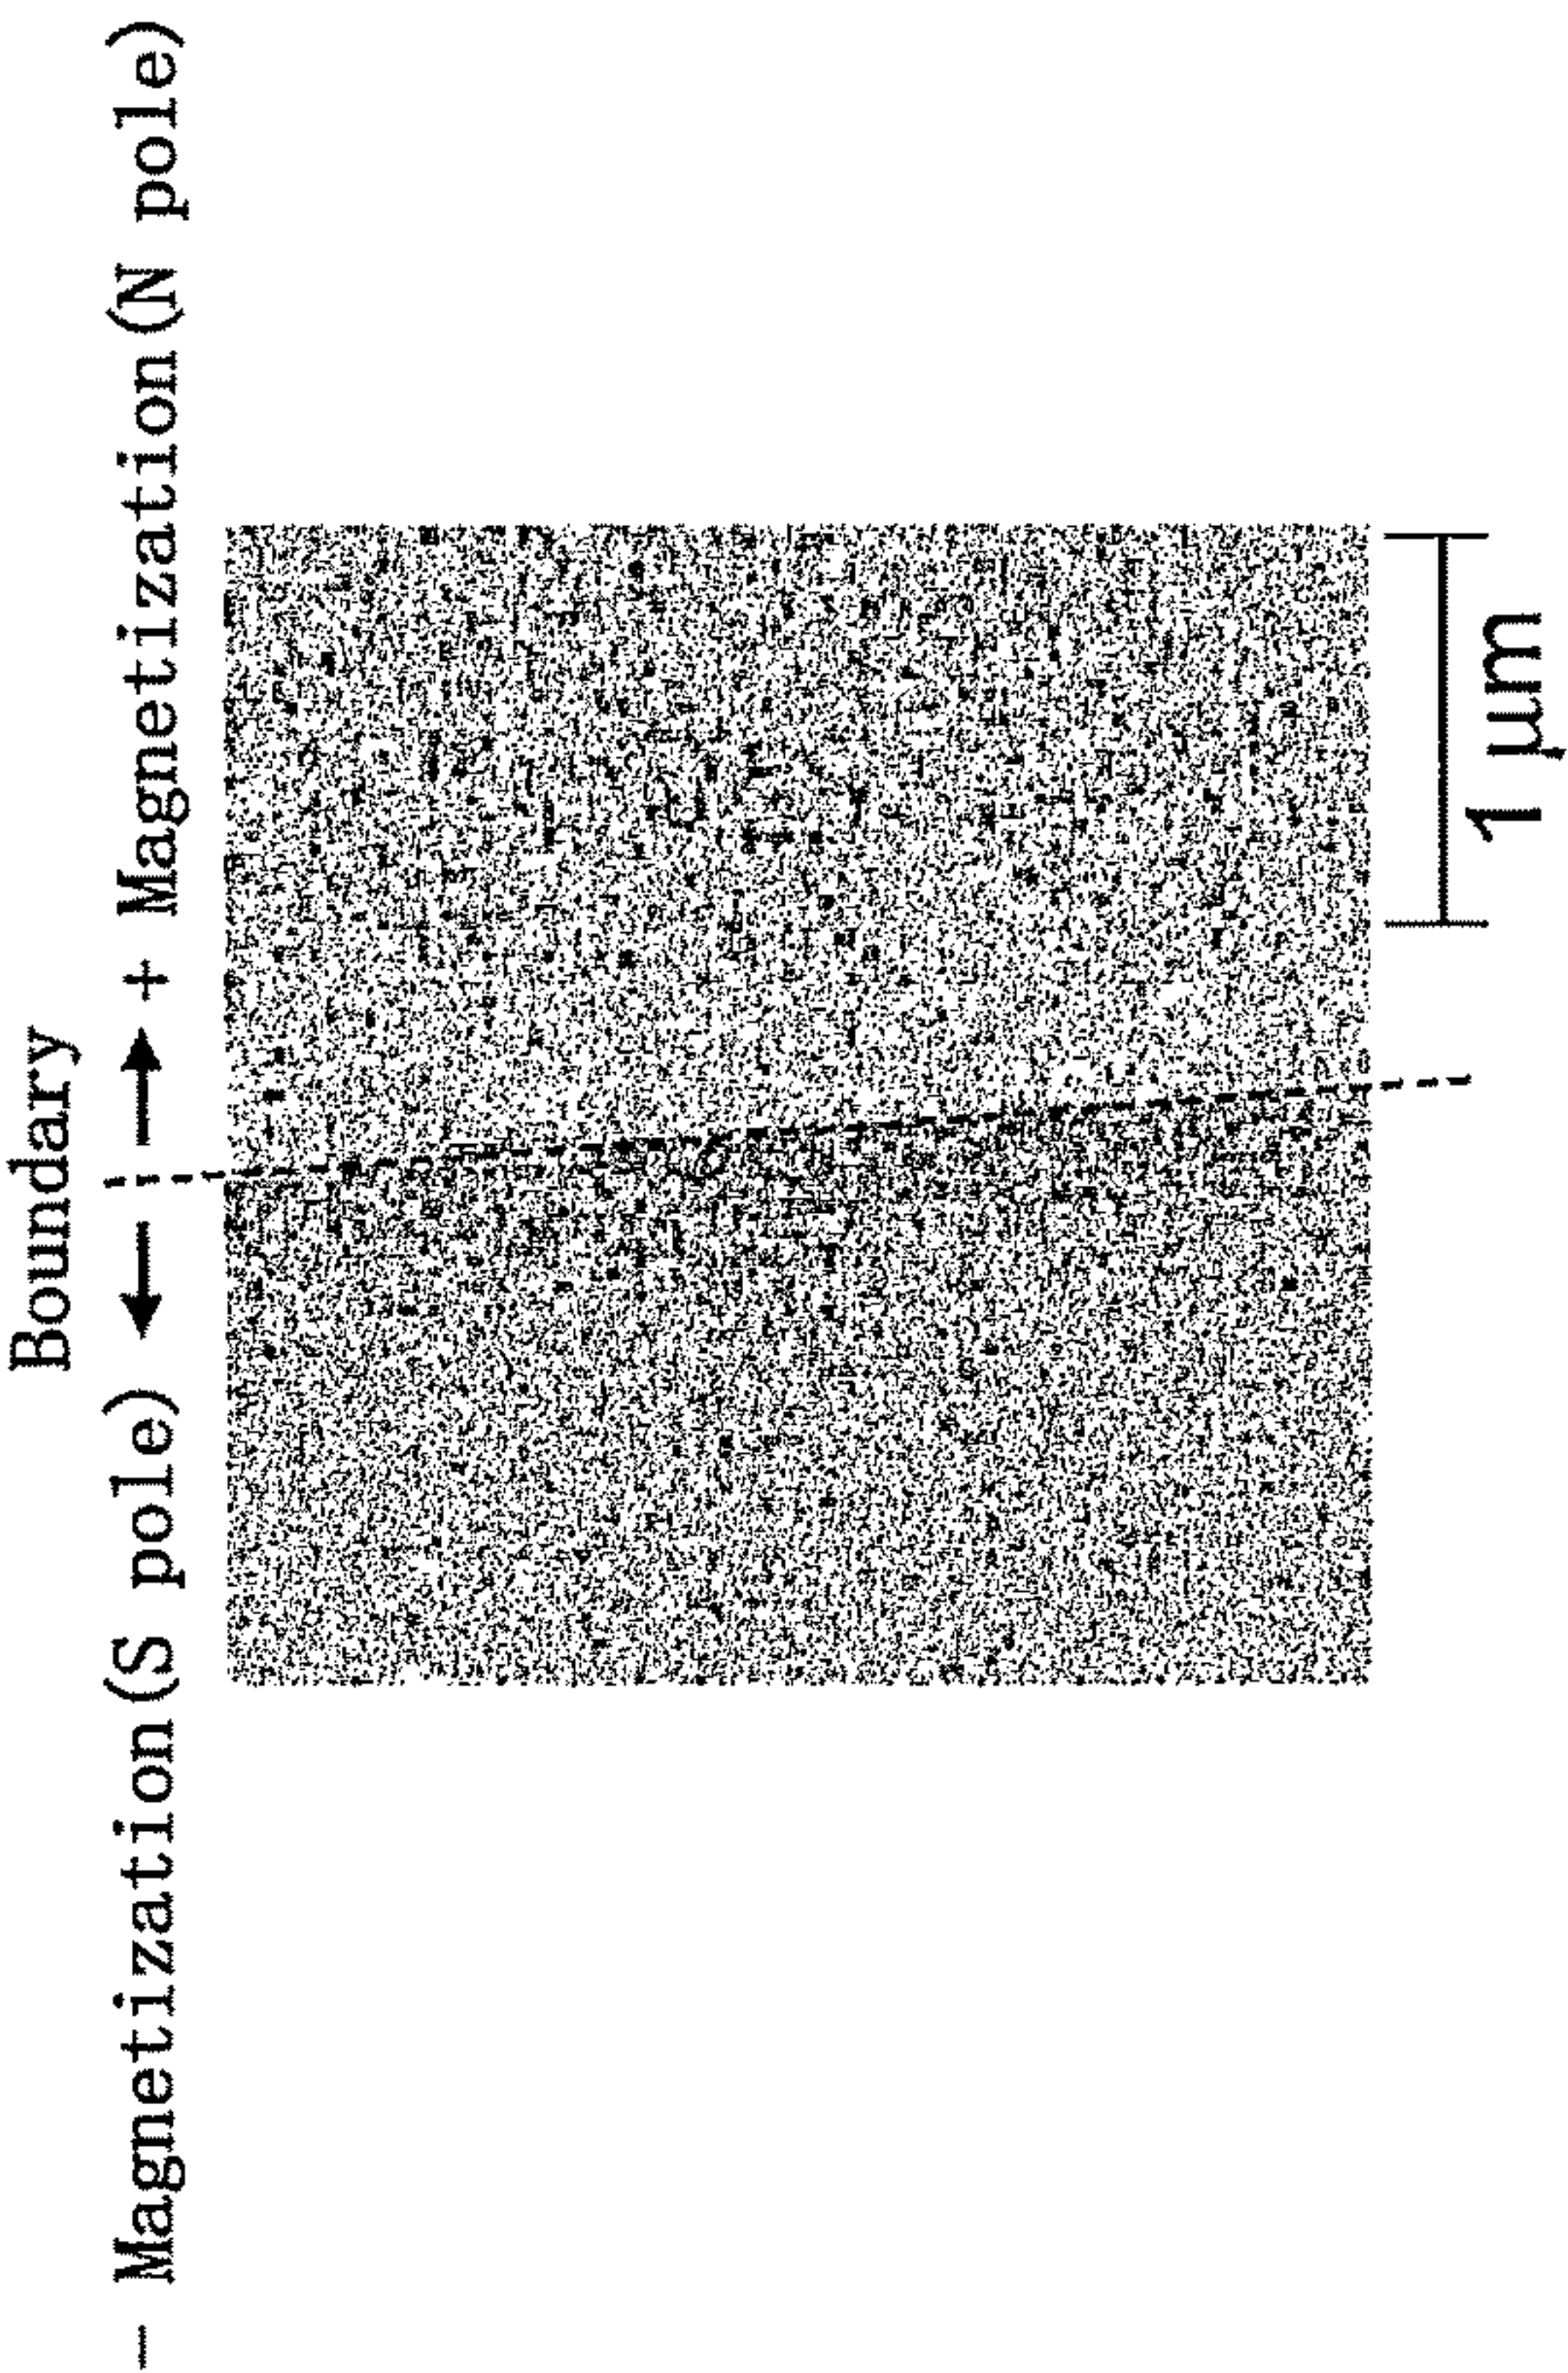 Boundary
− Magnetization(S pole) ← → + Magnetization(N pole)
1 µm